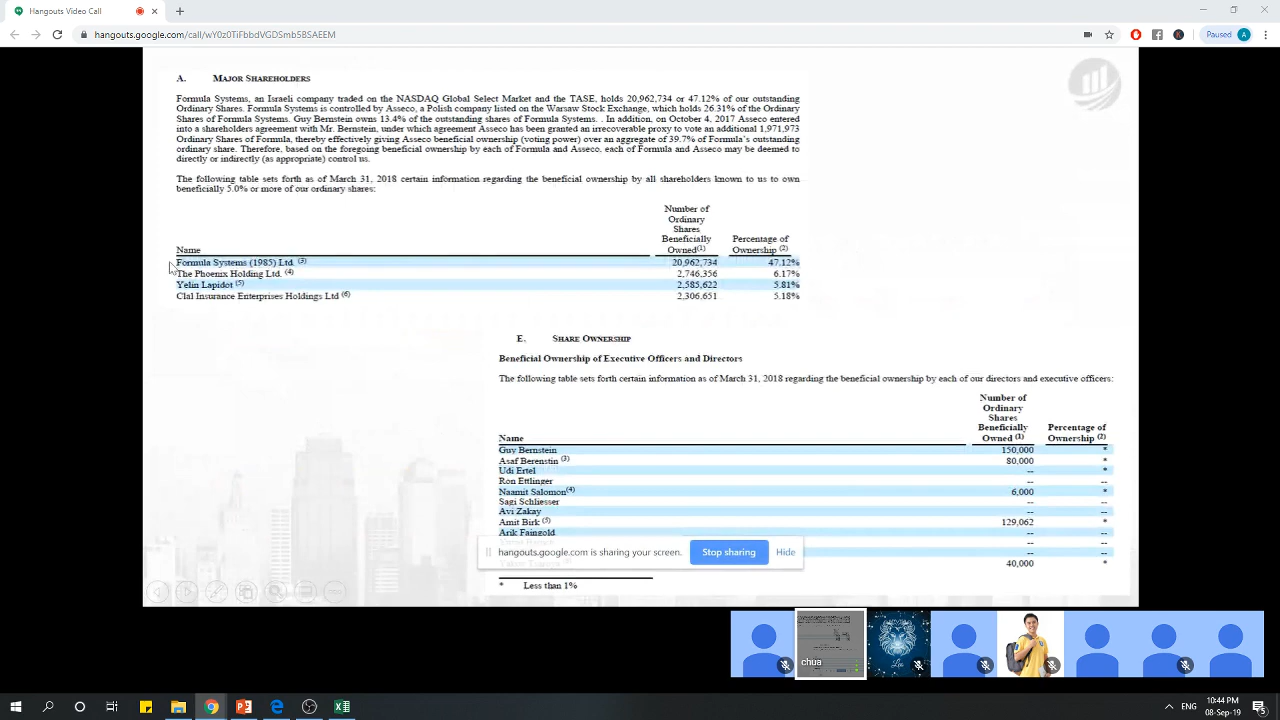 Hangouts Video Call
hangouts.google.com/call/wY0z0TiFbbdVGDSmb5BSAEEM
Paused
A
A. MAJOR SHAREHOLDERS
Formula Systems, an Israeli company traded on the NASDAQ Global Select Market and the TASE, holds 20,962,734 or 47.12% of our outstanding
Ordinary Shares. Formula Systems is controlled by Asseco, a Polish company listed on the Warsaw Stock Exchange, which holds 26.31% of the Ordinary
Shares of Formula Systems. Guy Bernstein owns 13.4% of the outstanding shares of Formula Systems. . In addition, on October 4, 2017 Asseco entered
into a shareholders agreement with Mr. Bernstein, under which agreement Asseco has been granted an irrecoverable proxy to vote an additional 1,971,973
Ordinary Shares of Formula, thereby effectively giving Asseco beneficial ownership (voting power) over an aggregate of 39.7% of Formula's outstanding
ordinary share. Therefore, based on the foregoing beneficial ownership by each of Formula and Asseco, each of Formula and Asseco may be deemed to
directly or indirectly (as appropriate) control us.
The following table sets forth as of March 31, 2018 certain information regarding the beneficial ownership by all shareholders known to us to own
beneficially 5.0% or more of our ordinary shares:
Number of
Ordinary
Shares
Beneficially Percentage of
Name Owned(1) Ownership (2)
Formula Systems (1985) Ltd. (3) 20,962,734 47.12%
The Phoenix Holding Ltd. (4) 2,746,356 6.17%
Yelin Lapidot (5) 2,585,622 5.81%
Clal Insurance Enterprises Holdings Ltd (6) 2,306,651 5.18%
E. SHARE OWNERSHIP
Beneficial Ownership of Executive Officers and Directors
The following table sets forth certain information as of March 31, 2018 regarding the beneficial ownership by each of our directors and executive officers:
Number of
Ordinary
Shares
Beneficially Percentage of
Name Owned (1) Ownership (2)
Guy Bernstein 150,000 *
Asaf Berenstin (3) 80,000 *
Udi Ertel -- *
Ron Ettlinger -- --
Naamit Salomon(4) 6,000 *
Sagi Schliesser -- --
Avi Zakay -- --
Amit Birk (5) 129,062 *
Arik Faingold -- --
-- --
-- --
40,000 *
* Less than 1%
hangouts.google.com is sharing your screen. Stop sharing Hide
chua
Leo
10:44 PM
08-Sep-19
5